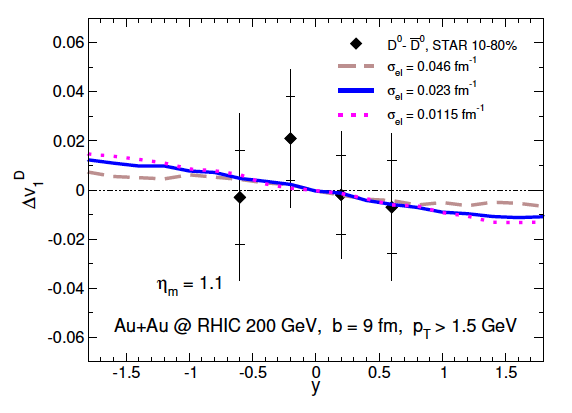 0.06
0.04
0.02
0
-0.02
-0.04
-0.06
Δv₁ᴰ
D⁰- D̅⁰, STAR 10-80%
σ_el = 0.046 fm⁻¹
σ_el = 0.023 fm⁻¹
σ_el = 0.0115 fm⁻¹
η_m = 1.1
Au+Au @ RHIC 200 GeV, b = 9 fm, p_T > 1.5 GeV
-1.5 -1 -0.5 0 0.5 1 1.5
y